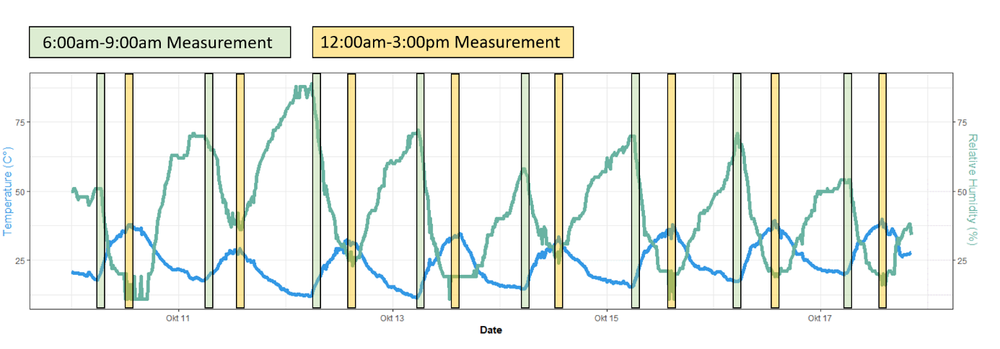 6:00am-9:00am Measurement
12:00am-3:00pm Measurement
Temperature (C°)
75
50
25
75
50
25
Relative Humidity (%)
Okt 11
Okt 13
Okt 15
Okt 17
Date